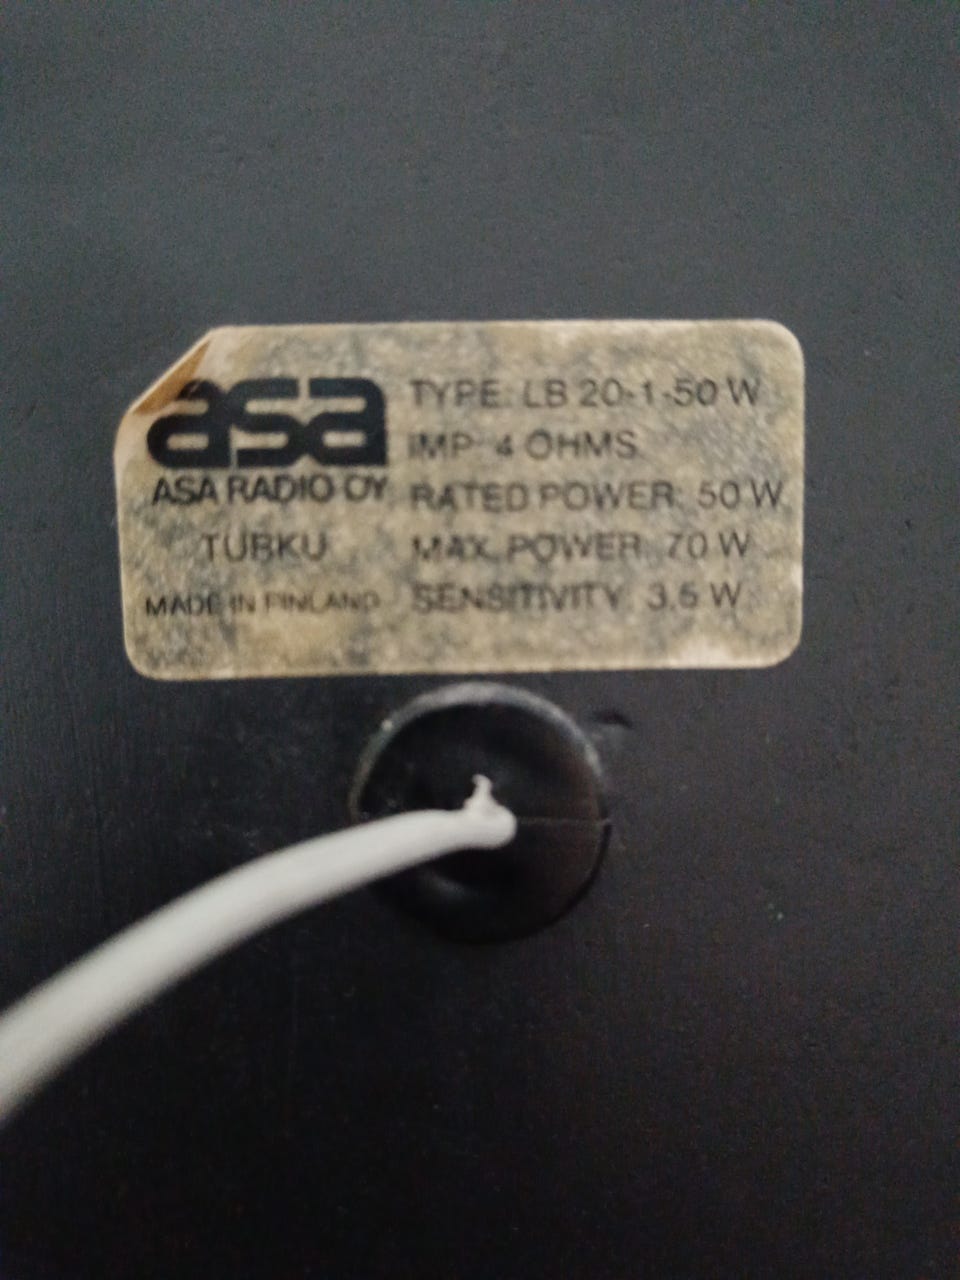 asa
ASA RADIO OY
TURKU
MADE IN FINLAND
TYPE: LB 20-1-50 W
IMP: 4 OHMS
RATED POWER: 50 W
MAX. POWER: 70 W
SENSITIVITY: 3.5 W